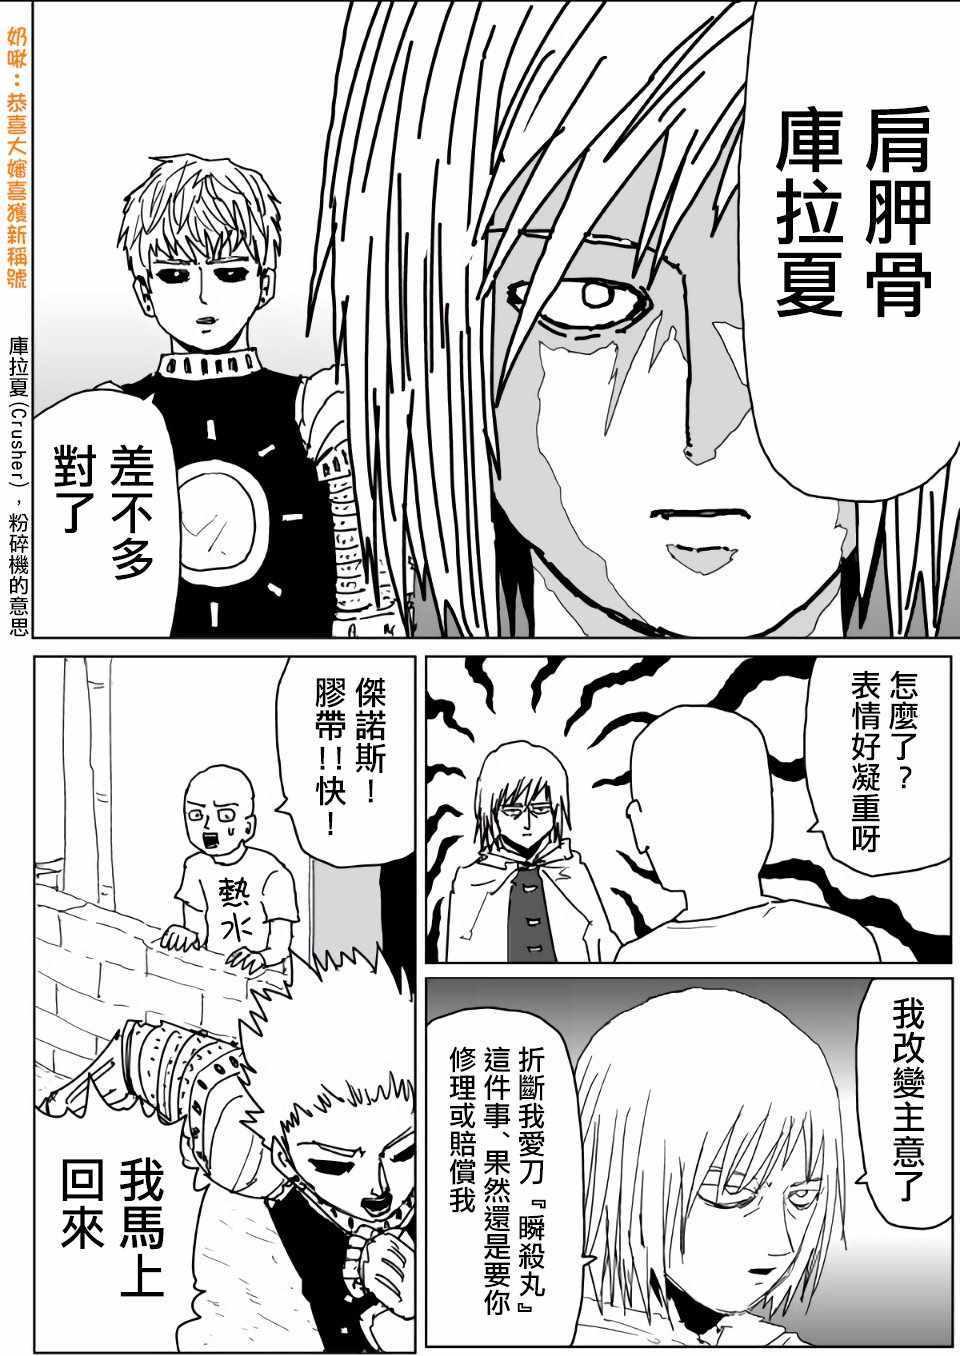 肩胛骨
庫拉夏
差不多
對了
奶啾：恭喜大嬸喜獲新稱號
庫拉夏(Crusher)，粉碎機的意思
怎麼了？
表情好凝重呀
我改變主意了
折斷我愛刀『瞬殺丸』
這件事、果然還是要你
修理或賠償我
傑諾斯！
膠帶！！快！
熱水
我馬上
回來